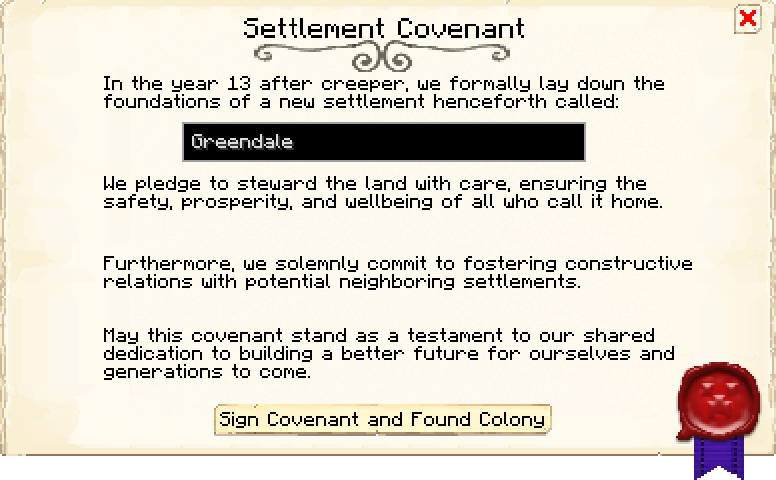 Settlement Covenant
In the year 13 after creeper, we formally lay down the
foundations of a new settlement henceforth called:
Greendale
We pledge to steward the land with care, ensuring the
safety, prosperity, and wellbeing of all who call it home.
Furthermore, we solemnly commit to fostering constructive
relations with potential neighboring settlements.
May this covenant stand as a testament to our shared
dedication to building a better future for ourselves and
generations to come.
Sign Covenant and Found Colony